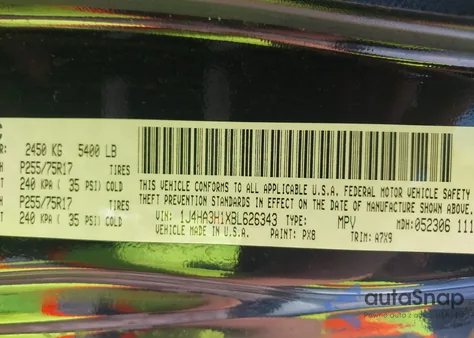 2450 KG 5400 LB
P255/75R17
240 KPA ( 35 PSI) COLD
P255/75R17
240 KPA ( 35 PSI) COLD
THIS VEHICLE CONFORMS TO ALL APPLICABLE U.S.A. FEDERAL MOTOR VEHICLE SAFETY
THEFT PREVENTION STANDARDS IN EFFECT ON THE DATE OF MANUFACTURE SHOWN ABOVE.
VIN: 1J4HA3H1XBL626343 TYPE: MPV MDH:052306 111
VEHICLE MADE IN U.S.A. PAINT: PX8 TRIM: A7X9
autoSnap